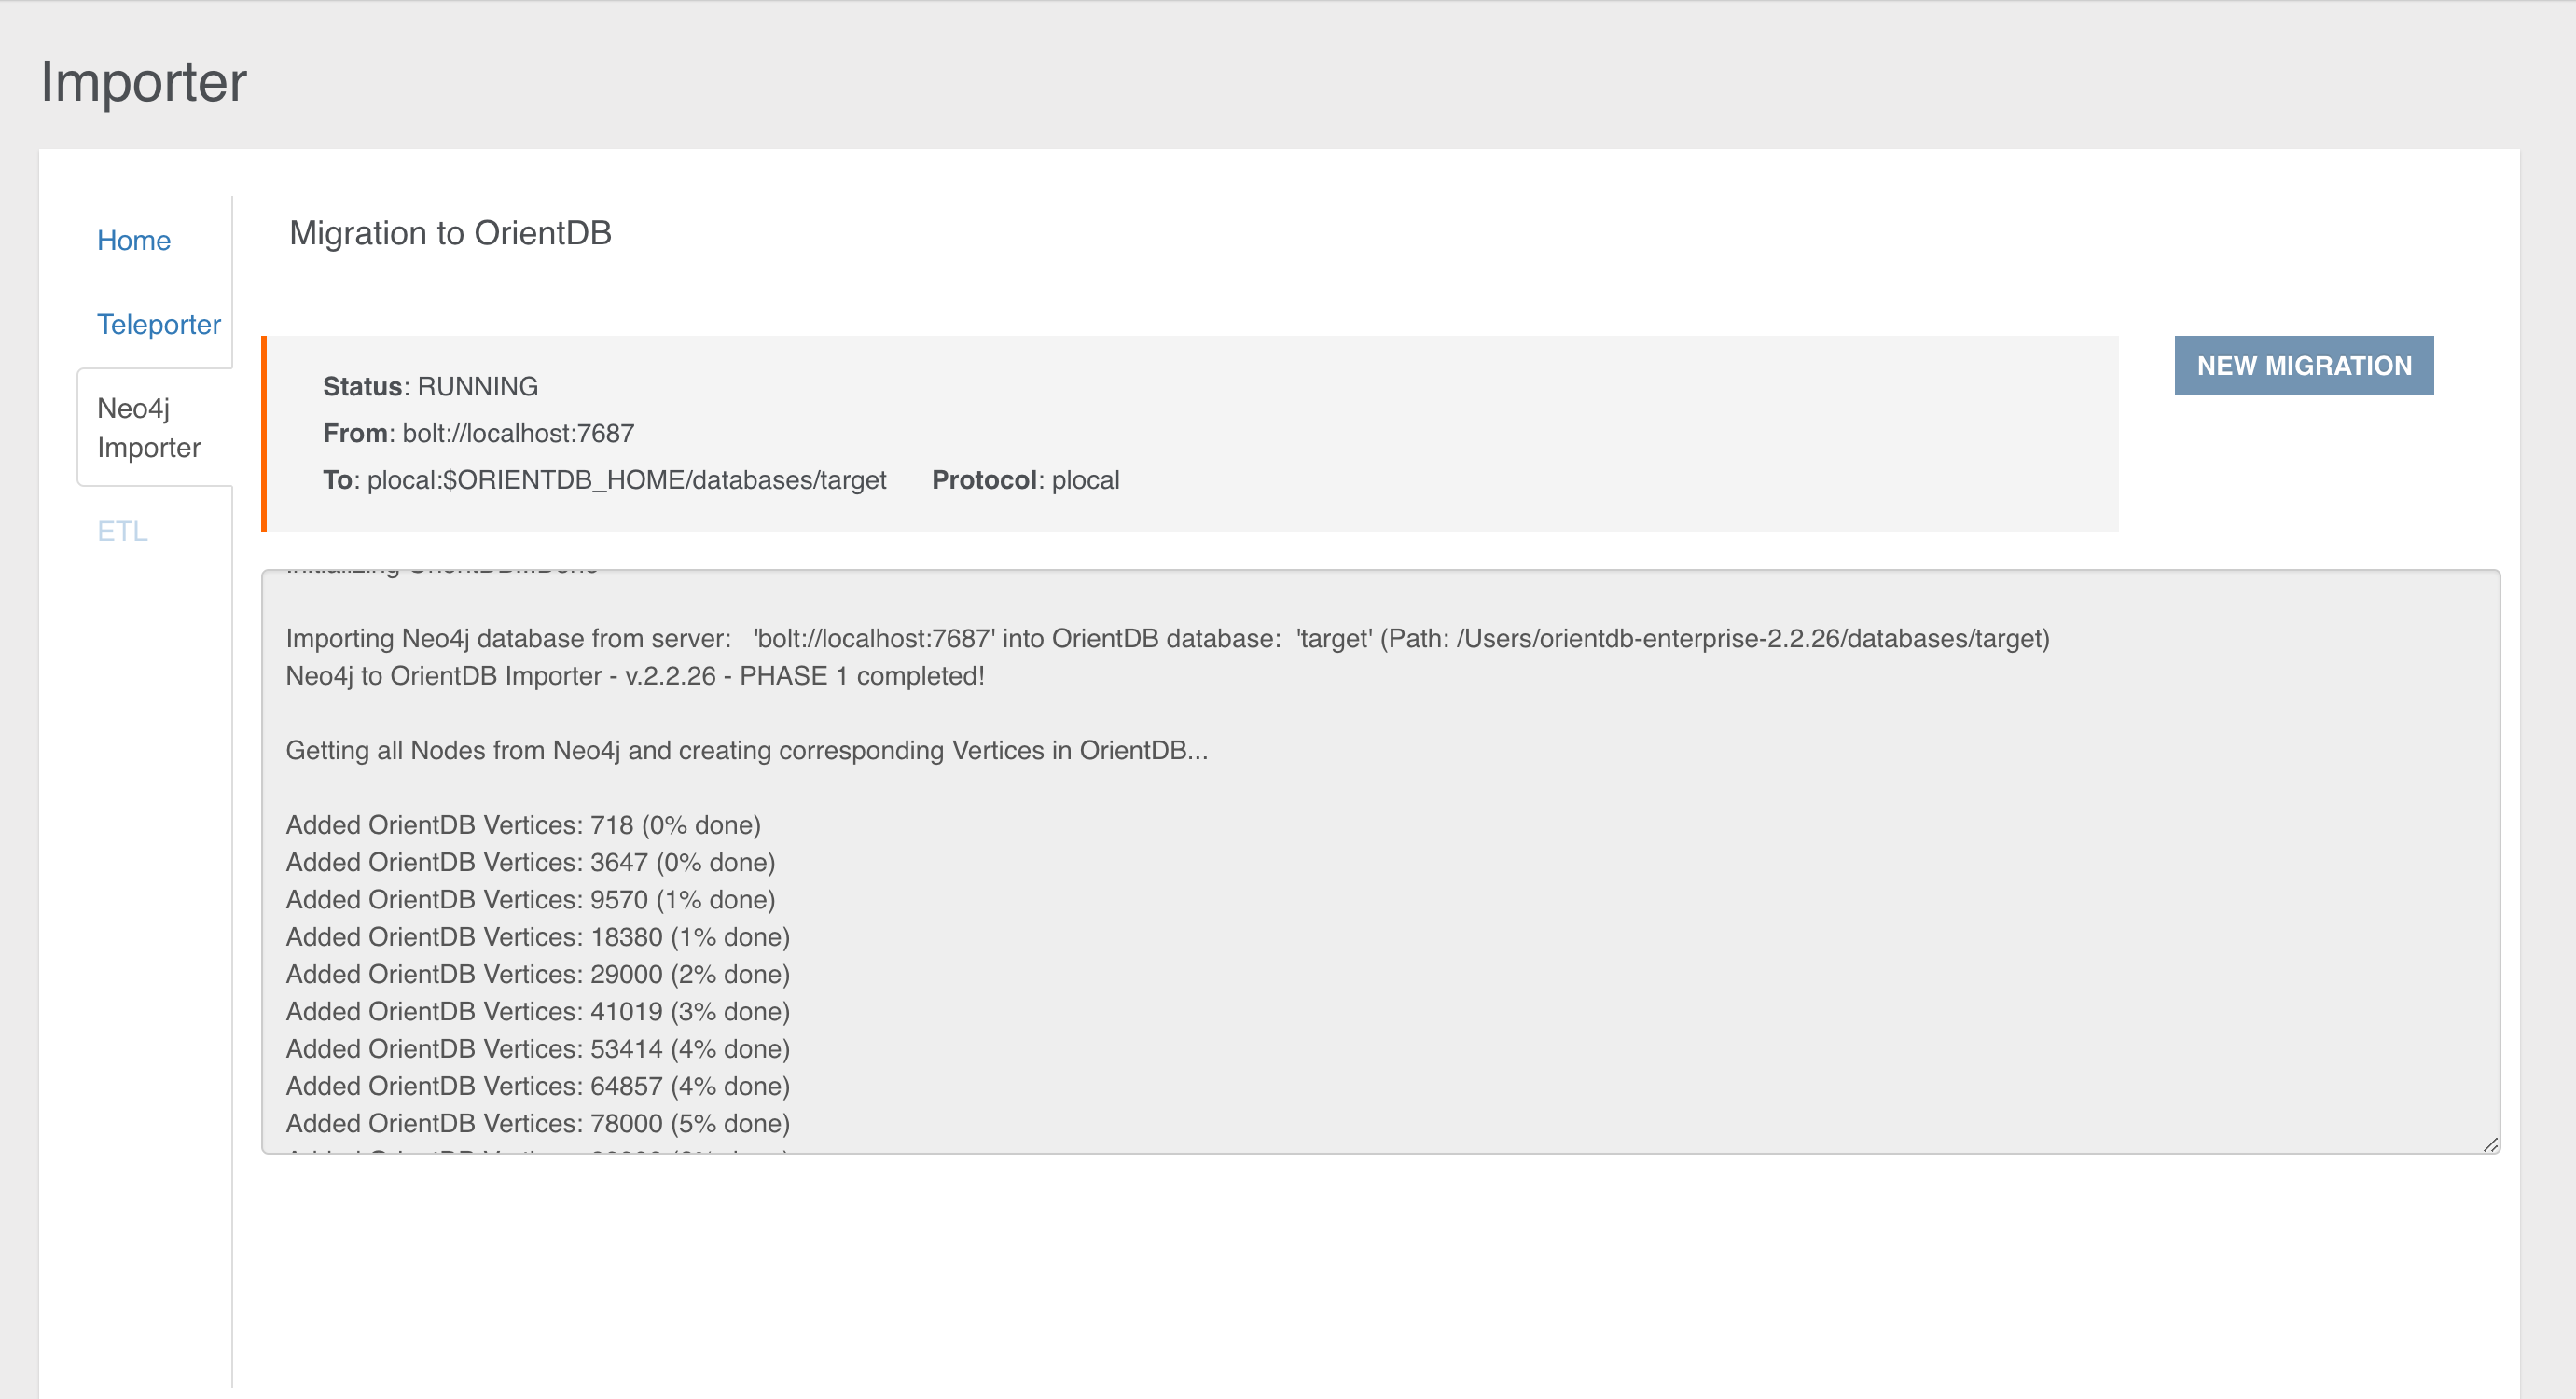 Importer
Home
Teleporter
Neo4j
Importer
ETL
Migration to OrientDB
Status: RUNNING
From: bolt://localhost:7687
To: plocal:$ORIENTDB_HOME/databases/target Protocol: plocal
NEW MIGRATION
Initializing OrientDB...Done
Importing Neo4j database from server: 'bolt://localhost:7687' into OrientDB database: 'target' (Path: /Users/orientdb-enterprise-2.2.26/databases/target)
Neo4j to OrientDB Importer - v.2.2.26 - PHASE 1 completed!
Getting all Nodes from Neo4j and creating corresponding Vertices in OrientDB...
Added OrientDB Vertices: 718 (0% done)
Added OrientDB Vertices: 3647 (0% done)
Added OrientDB Vertices: 9570 (1% done)
Added OrientDB Vertices: 18380 (1% done)
Added OrientDB Vertices: 29000 (2% done)
Added OrientDB Vertices: 41019 (3% done)
Added OrientDB Vertices: 53414 (4% done)
Added OrientDB Vertices: 64857 (4% done)
Added OrientDB Vertices: 78000 (5% done)
Added OrientDB Vertices: